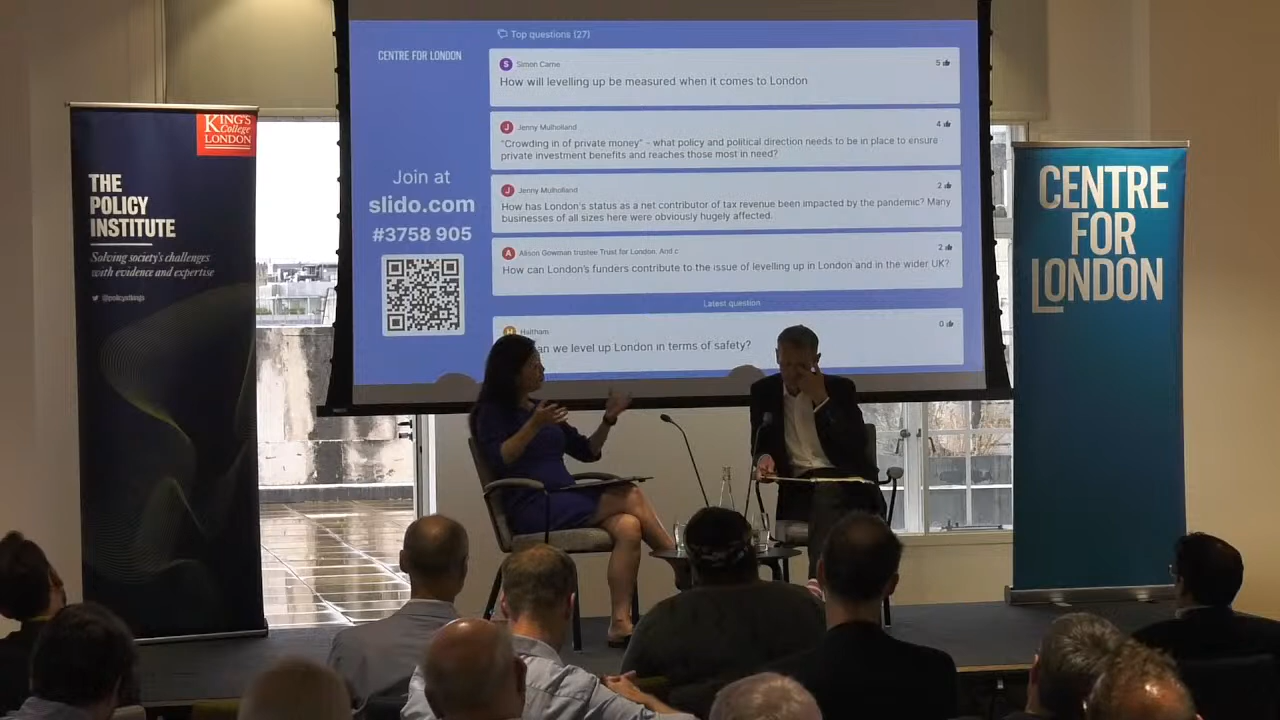 KING'S
College
LONDON
THE
POLICY
INSTITUTE
Solving society's challenges
with evidence and expertise
@policyatkings
CENTRE FOR LONDON
Join at
slido.com
#3758 905
Top questions (27)
S Simon Carne 5
How will levelling up be measured when it comes to London
J Jenny Mulholland 4
"Crowding in of private money" - what policy and political direction needs to be in place to ensure
private investment benefits and reaches those most in need?
J Jenny Mulholland 2
How has London's status as a net contributor of tax revenue been impacted by the pandemic? Many
businesses of all sizes here were obviously hugely affected.
A Alison Gowman trustee Trust for London. And c 2
How can London's funders contribute to the issue of levelling up in London and in the wider UK?
Latest question
H Haitham 0
an we level up London in terms of safety?
CENTRE
FOR
LONDON